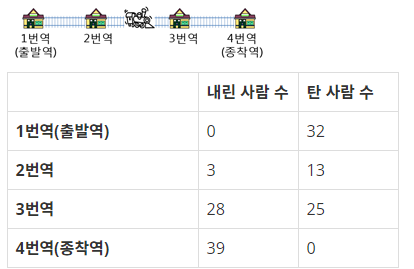 1번역 2번역 3번역 4번역
(출발역) (종착역)
내린 사람 수 탄 사람 수
1번역(출발역) 0 32
2번역 3 13
3번역 28 25
4번역(종착역) 39 0